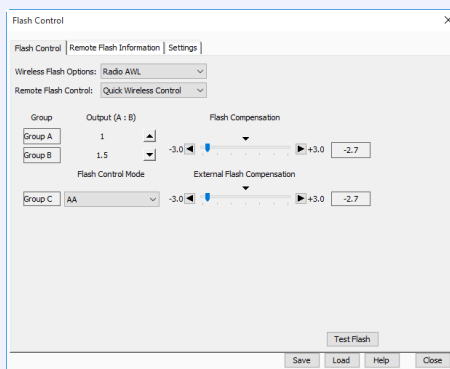 Flash Control
Flash Control Remote Flash Information Settings
Wireless Flash Options: Radio AWL
Remote Flash Control: Quick Wireless Control
Group Output (A : B) Flash Compensation
Group A 1
-3.0 +3.0 -2.7
Group B 1.5
Flash Control Mode External Flash Compensation
Group C AA -3.0 +3.0 -2.7
Test Flash
Save Load Help Close